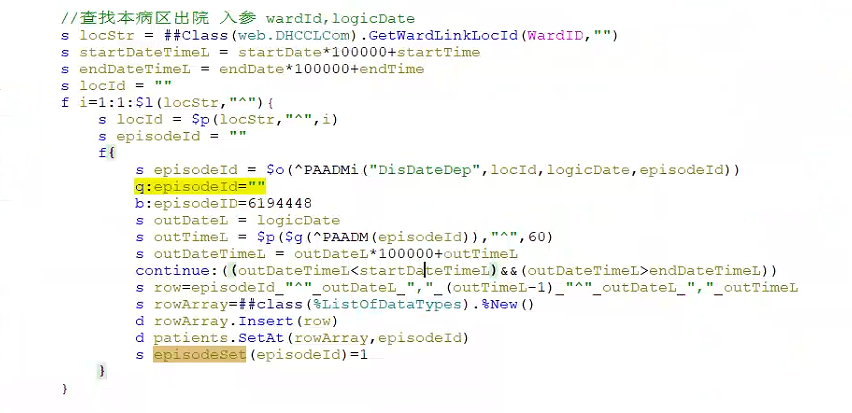 //查找本病区出院 入参 wardId,logicDate
s locStr = ##Class(web.DHCCLCom).GetWardLinkLocId(WardID,"")
s startDateTimeL = startDate*100000+startTime
s endDateTimeL = endDate*100000+endTime
s locId = ""
f i=1:1:$l(locStr,"^"){
s locId = $p(locStr,"^",i)
s episodeId = ""
f{
s episodeId = $o(^PAADMi("DisDateDep",locId,logicDate,episodeId))
q:episodeId=""
b:episodeID=6194448
s outDateL = logicDate
s outTimeL = $p($g(^PAADM(episodeId)),"^",60)
s outDateTimeL = outDateL*100000+outTimeL
continue:((outDateTimeL<startDateTimeL)&&(outDateTimeL>endDateTimeL))
s row=episodeId_"^"_outDateL_","_(outTimeL-1)_"^"_outDateL_","_outTimeL
s rowArray=##class(%ListOfDataTypes).%New()
d rowArray.Insert(row)
d patients.SetAt(rowArray,episodeId)
s episodeSet(episodeId)=1
}
}